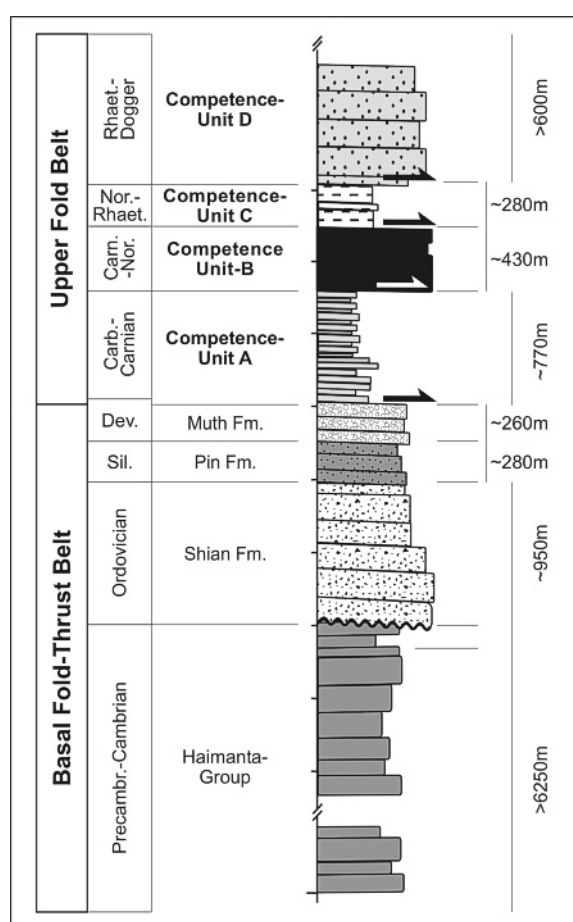 Upper Fold Belt
Rhaet.-
Dogger
Competence-
Unit D
>600m
Nor.-
Rhaet.
Competence-
Unit C
~280m
Carn.
-Nor.
Competence
Unit-B
~430m
Carb.-
Carnian
Competence-
Unit A
~770m
Basal Fold-Thrust Belt
Dev.
Muth Fm.
~260m
Sil.
Pin Fm.
~280m
Ordovician
Shian Fm.
~950m
Precambr.-Cambrian
Haimanta-
Group
>6250m